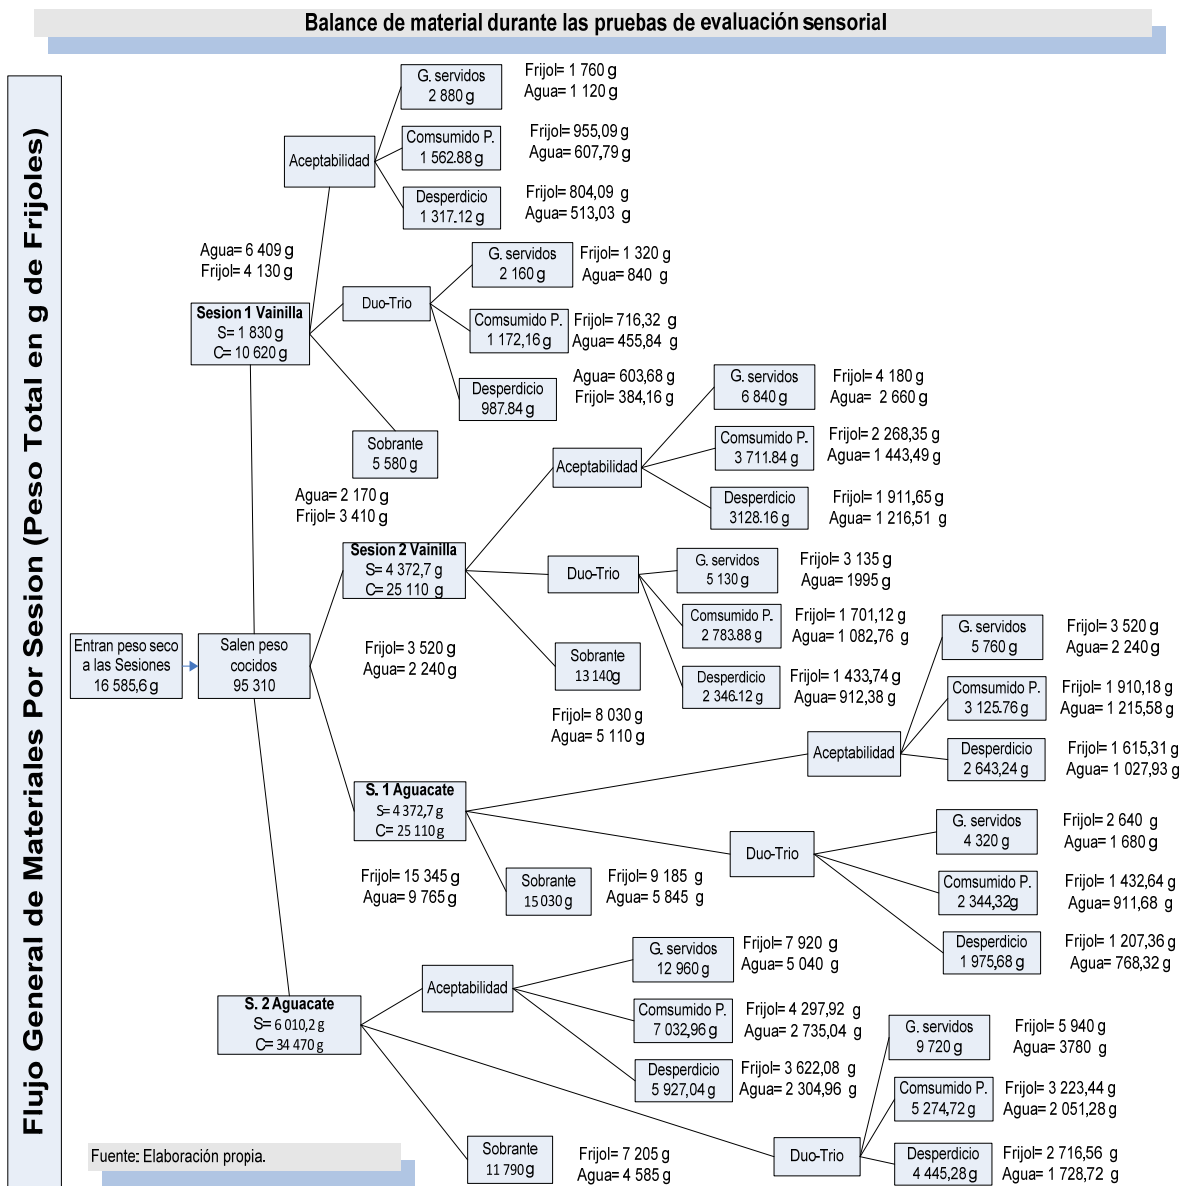 Balance de material durante las pruebas de evaluación sensorial
Flujo General de Materiales Por Sesion (Peso Total en g de Frijoles)
G. servidos
2 880 g
Frijol= 1 760 g
Agua= 1 120 g
Aceptabilidad
Comsumido P.
1 562.88 g
Frijol= 955,09 g
Agua= 607,79 g
Desperdicio
1 317.12 g
Frijol= 804,09 g
Agua= 513,03 g
Agua= 6 409 g
Frijol= 4 130 g
Sesion 1 Vainilla
S= 1 830 g
C= 10 620 g
Duo-Trio
G. servidos
2 160 g
Frijol= 1 320 g
Agua= 840 g
Comsumido P.
1 172,16 g
Frijol= 716,32 g
Agua= 455,84 g
Desperdicio
987.84 g
Agua= 603,68 g
Frijol= 384,16 g
Sobrante
5 580 g
Agua= 2 170 g
Frijol= 3 410 g
G. servidos
6 840 g
Frijol= 4 180 g
Agua= 2 660 g
Aceptabilidad
Comsumido P.
3 711.84 g
Frijol= 2 268,35 g
Agua= 1 443,49 g
Desperdicio
3128.16 g
Frijol= 1 911,65 g
Agua= 1 216,51 g
Sesion 2 Vainilla
S= 4 372,7 g
C= 25 110 g
Duo-Trio
G. servidos
5 130 g
Frijol= 3 135 g
Agua= 1995 g
Comsumido P.
2 783.88 g
Frijol= 1 701,12 g
Agua= 1 082,76 g
Desperdicio
2 346.12 g
Frijol= 1 433,74 g
Agua= 912,38 g
Frijol= 3 520 g
Agua= 2 240 g
Sobrante
13 140g
Frijol= 8 030 g
Agua= 5 110 g
Entran peso seco
a las Sesiones
16 585,6 g
Salen peso
cocidos
95 310
G. servidos
5 760 g
Frijol= 3 520 g
Agua= 2 240 g
Comsumido P.
3 125.76 g
Frijol= 1 910,18 g
Agua= 1 215,58 g
Aceptabilidad
Desperdicio
2 643,24 g
Frijol= 1 615,31 g
Agua= 1 027,93 g
S. 1 Aguacate
S= 4 372,7 g
C= 25 110 g
Duo-Trio
G. servidos
4 320 g
Frijol= 2 640 g
Agua= 1 680 g
Comsumido P.
2 344,32g
Frijol= 1 432,64 g
Agua= 911,68 g
Desperdicio
1 975,68 g
Frijol= 1 207,36 g
Agua= 768,32 g
Frijol= 15 345 g
Agua= 9 765 g
Sobrante
15 030 g
Frijol= 9 185 g
Agua= 5 845 g
S. 2 Aguacate
S= 6 010,2 g
C= 34 470 g
Aceptabilidad
G. servidos
12 960 g
Frijol= 7 920 g
Agua= 5 040 g
Comsumido P.
7 032,96 g
Frijol= 4 297,92 g
Agua= 2 735,04 g
Desperdicio
5 927,04 g
Frijol= 3 622,08 g
Agua= 2 304,96 g
G. servidos
9 720 g
Frijol= 5 940 g
Agua= 3780 g
Comsumido P.
5 274,72 g
Frijol= 3 223,44 g
Agua= 2 051,28 g
Duo-Trio
Desperdicio
4 445,28 g
Frijol= 2 716,56 g
Agua= 1 728,72 g
Sobrante
11 790 g
Frijol= 7 205 g
Agua= 4 585 g
Fuente: Elaboración propia.